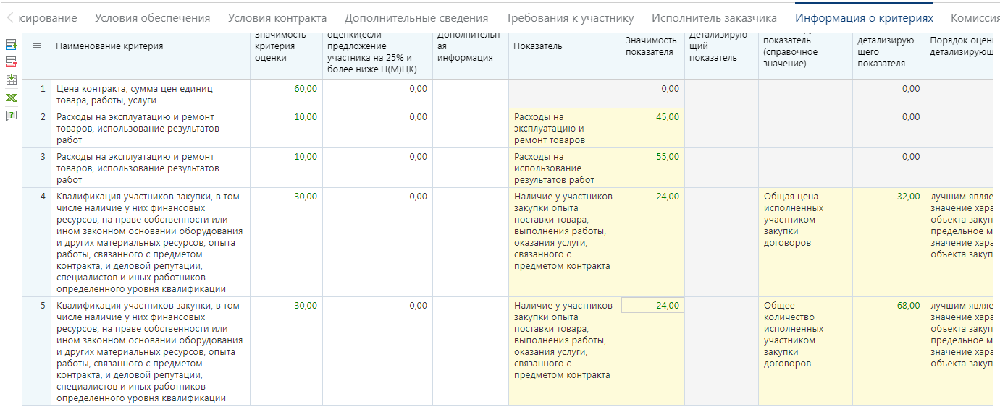 сирование Условия обеспечения Условия контракта Дополнительные сведения Требования к участнику Исполнитель заказчика Информация о критериях Комиссия
Наименование критерия
Значимость
критерия
оценки
оценки(если
предложение
участника на 25% и
более ниже Н(М)ЦК)
Дополнительн
ая
информация
Показатель
Значимость
показателя
Детализирую
щий
показатель
показатель
(справочное
значение)
детализирую
щего
показателя
Порядок оцен
детализирующ
1
Цена контракта, сумма цен единиц
товара, работы, услуги
60,00
0,00
0,00
0,00
2
Расходы на эксплуатацию и ремонт
товаров, использование результатов
работ
10,00
0,00
Расходы на
эксплуатацию и
ремонт товаров
45,00
0,00
3
Расходы на эксплуатацию и ремонт
товаров, использование результатов
работ
10,00
0,00
Расходы на
использование
результатов работ
55,00
0,00
4
Квалификация участников закупки, в том
числе наличие у них финансовых
ресурсов, на праве собственности или
ином законном основании оборудования
и других материальных ресурсов, опыта
работы, связанного с предметом
контракта, и деловой репутации,
специалистов и иных работников
определенного уровня квалификации
30,00
0,00
Наличие у участников
закупки опыта
поставки товара,
выполнения работы,
оказания услуги,
связанного с
предметом контракта
24,00
Общая цена
исполненных
участником
закупки
договоров
32,00
лучшим являе
значение хара
объекта закуп
предельное м
значение хара
объекта закуп
5
Квалификация участников закупки, в том
числе наличие у них финансовых
ресурсов, на праве собственности или
ином законном основании оборудования
и других материальных ресурсов, опыта
работы, связанного с предметом
контракта, и деловой репутации,
специалистов и иных работников
определенного уровня квалификации
30,00
0,00
Наличие у участников
закупки опыта
поставки товара,
выполнения работы,
оказания услуги,
связанного с
предметом контракта
24,00
Общее
количество
исполненных
участником
закупки
договоров
68,00
лучшим являе
значение хара
объекта закуп
предельное м
значение хара
объекта закуп